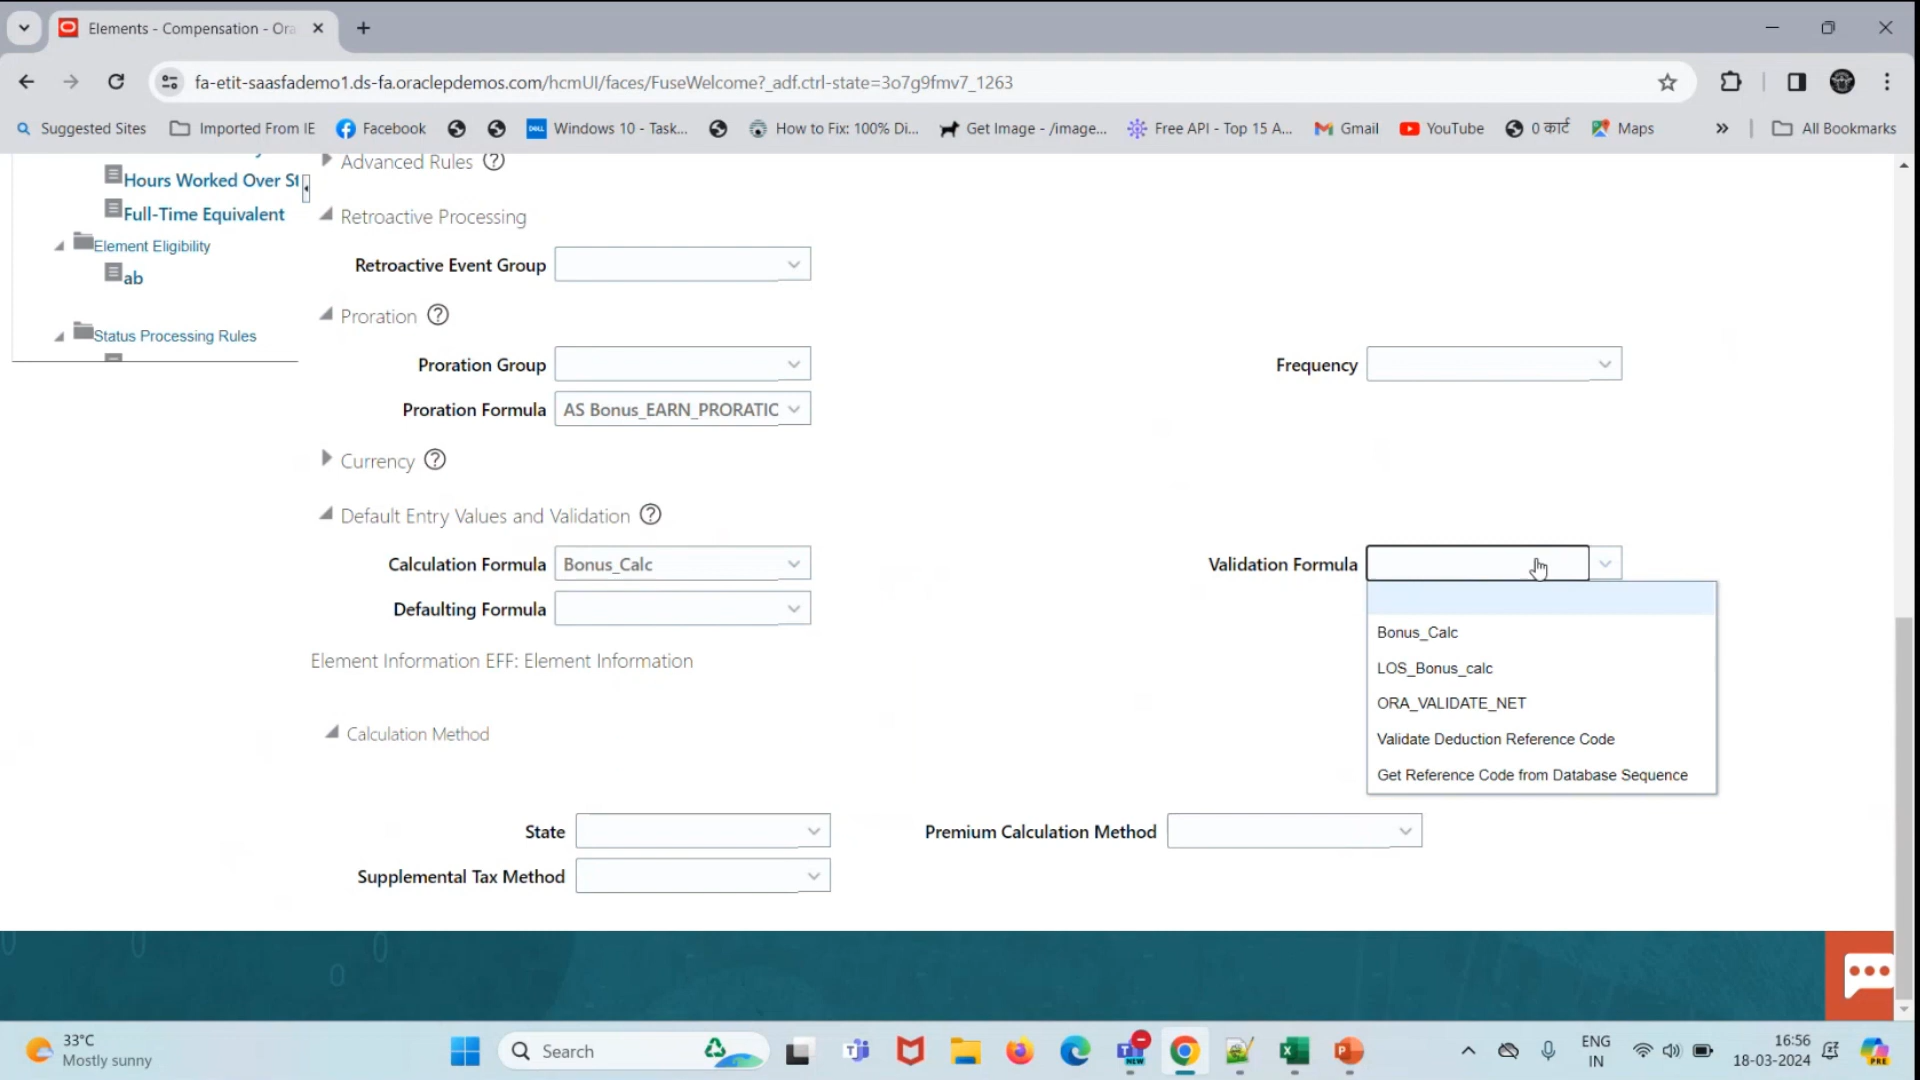 Elements - Compensation - Ora
fa-etit-saasfademo1.ds-fa.oraclepdemos.com/hcmUI/faces/FuseWelcome?_adf.ctrl-state=3o7g9fmv7_1263
Suggested Sites Imported From IE Facebook DELL Windows 10 - Task... How to Fix: 100% Di... Get Image - /image... Free API - Top 15 A... Gmail YouTube 0 कार्ट Maps » All Bookmarks
Advanced Rules ?
Hours Worked Over St
Full-Time Equivalent
Element Eligibility
ab
Status Processing Rules
Retroactive Processing
Retroactive Event Group
Proration ?
Proration Group
Frequency
Proration Formula AS Bonus_EARN_PRORATIC
Currency ?
Default Entry Values and Validation ?
Calculation Formula Bonus_Calc
Validation Formula
Defaulting Formula
Bonus_Calc
LOS_Bonus_calc
ORA_VALIDATE_NET
Validate Deduction Reference Code
Get Reference Code from Database Sequence
Element Information EFF: Element Information
Calculation Method
State
Premium Calculation Method
Supplemental Tax Method
33°C
Mostly sunny
Search
NEW
ENG
IN
16:56
18-03-2024
PRE